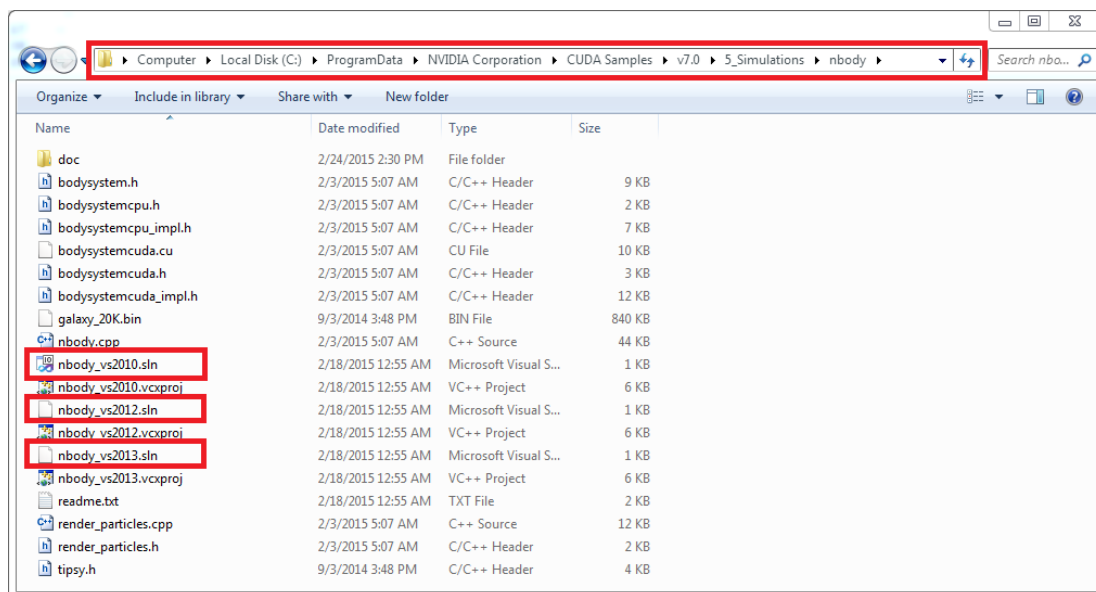 Computer Local Disk (C:) ProgramData NVIDIA Corporation CUDA Samples v7.0 5_Simulations nbody Search nbo...
Organize Include in library Share with New folder
Name Date modified Type Size
doc 2/24/2015 2:30 PM File folder
bodysystem.h 2/3/2015 5:07 AM C/C++ Header 9 KB
bodysystemcpu.h 2/3/2015 5:07 AM C/C++ Header 2 KB
bodysystemcpu_impl.h 2/3/2015 5:07 AM C/C++ Header 7 KB
bodysystemcuda.cu 2/3/2015 5:07 AM CU File 10 KB
bodysystemcuda.h 2/3/2015 5:07 AM C/C++ Header 3 KB
bodysystemcuda_impl.h 2/3/2015 5:07 AM C/C++ Header 12 KB
galaxy_20K.bin 9/3/2014 3:48 PM BIN File 840 KB
nbody.cpp 2/3/2015 5:07 AM C++ Source 44 KB
nbody_vs2010.sln 2/18/2015 12:55 AM Microsoft Visual S... 1 KB
nbody_vs2010.vcxproj 2/18/2015 12:55 AM VC++ Project 6 KB
nbody_vs2012.sln 2/18/2015 12:55 AM Microsoft Visual S... 1 KB
nbody_vs2012.vcxproj 2/18/2015 12:55 AM VC++ Project 6 KB
nbody_vs2013.sln 2/18/2015 12:55 AM Microsoft Visual S... 1 KB
nbody_vs2013.vcxproj 2/18/2015 12:55 AM VC++ Project 6 KB
readme.txt 2/18/2015 12:55 AM TXT File 2 KB
render_particles.cpp 2/3/2015 5:07 AM C++ Source 12 KB
render_particles.h 2/3/2015 5:07 AM C/C++ Header 2 KB
tipsy.h 9/3/2014 3:48 PM C/C++ Header 4 KB